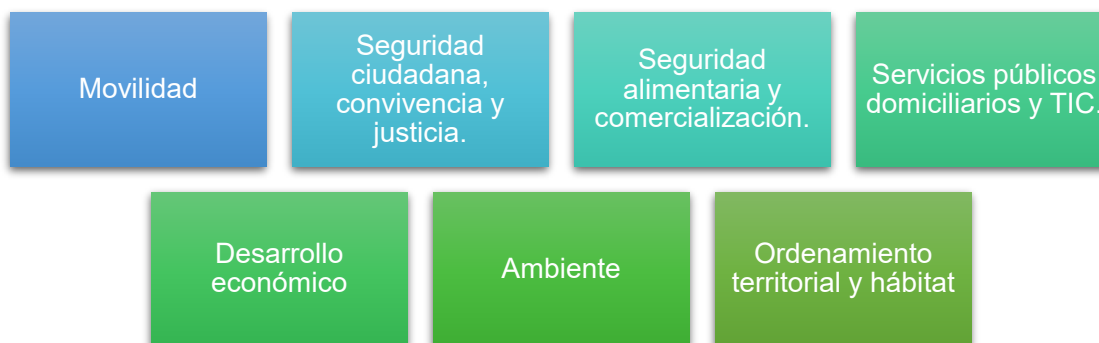 Movilidad
Seguridad
ciudadana,
convivencia y
justicia.
Seguridad
alimentaria y
comercialización.
Servicios públicos
domiciliarios y TIC.
Desarrollo
económico
Ambiente
Ordenamiento
territorial y hábitat